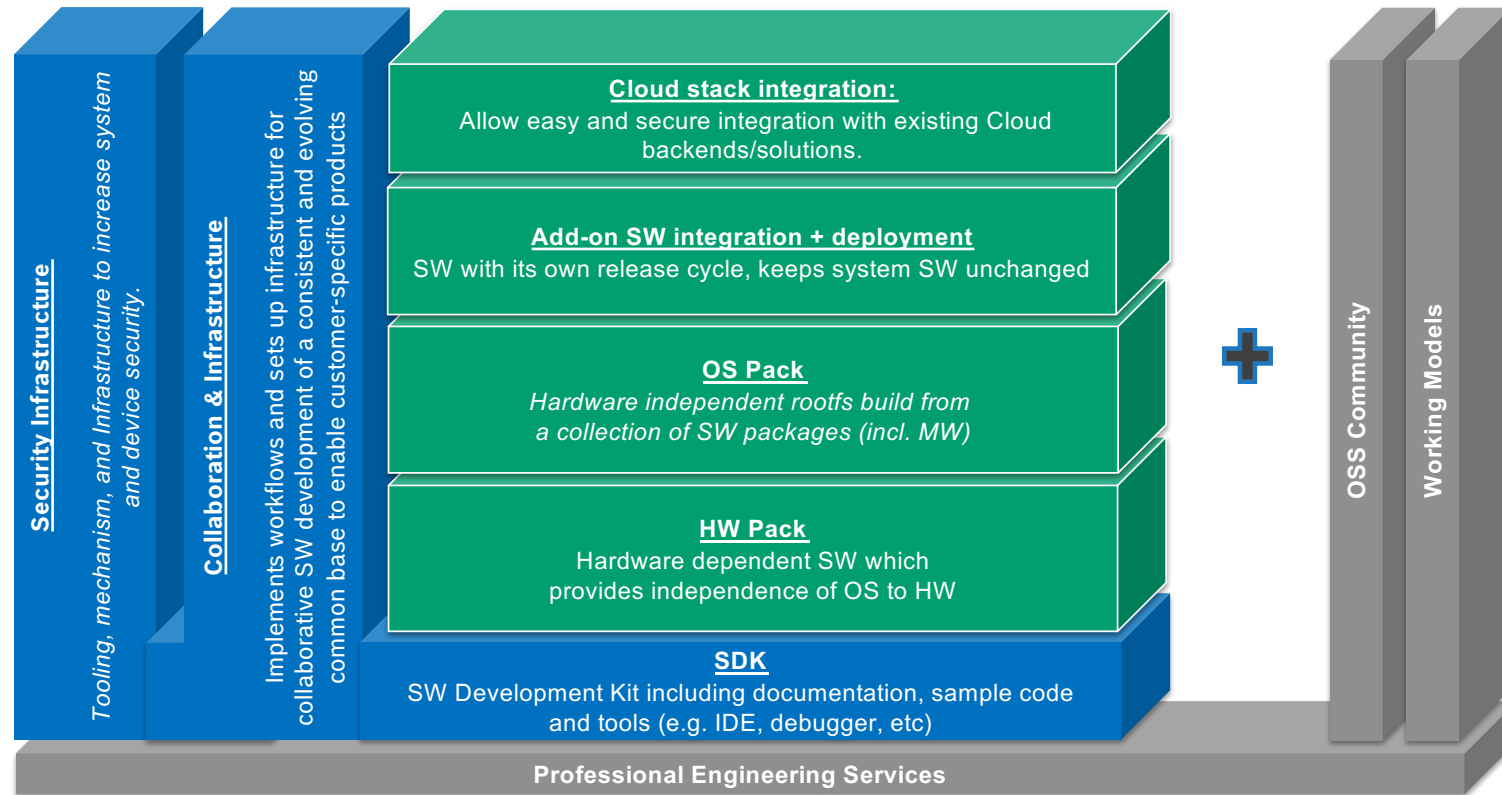 Security Infrastructure
Tooling, mechanism, and Infrastructure to increase system
and device security.
Collaboration & Infrastructure
Implements workflows and sets up infrastructure for
collaborative SW development of a consistent and evolving
common base to enable customer-specific products
Cloud stack integration:
Allow easy and secure integration with existing Cloud
backends/solutions.
Add-on SW integration + deployment
SW with its own release cycle, keeps system SW unchanged
OS Pack
Hardware independent rootfs build from
a collection of SW packages (incl. MW)
HW Pack
Hardware dependent SW which
provides independence of OS to HW
SDK
SW Development Kit including documentation, sample code
and tools (e.g. IDE, debugger, etc)
OSS Community
Working Models
Professional Engineering Services